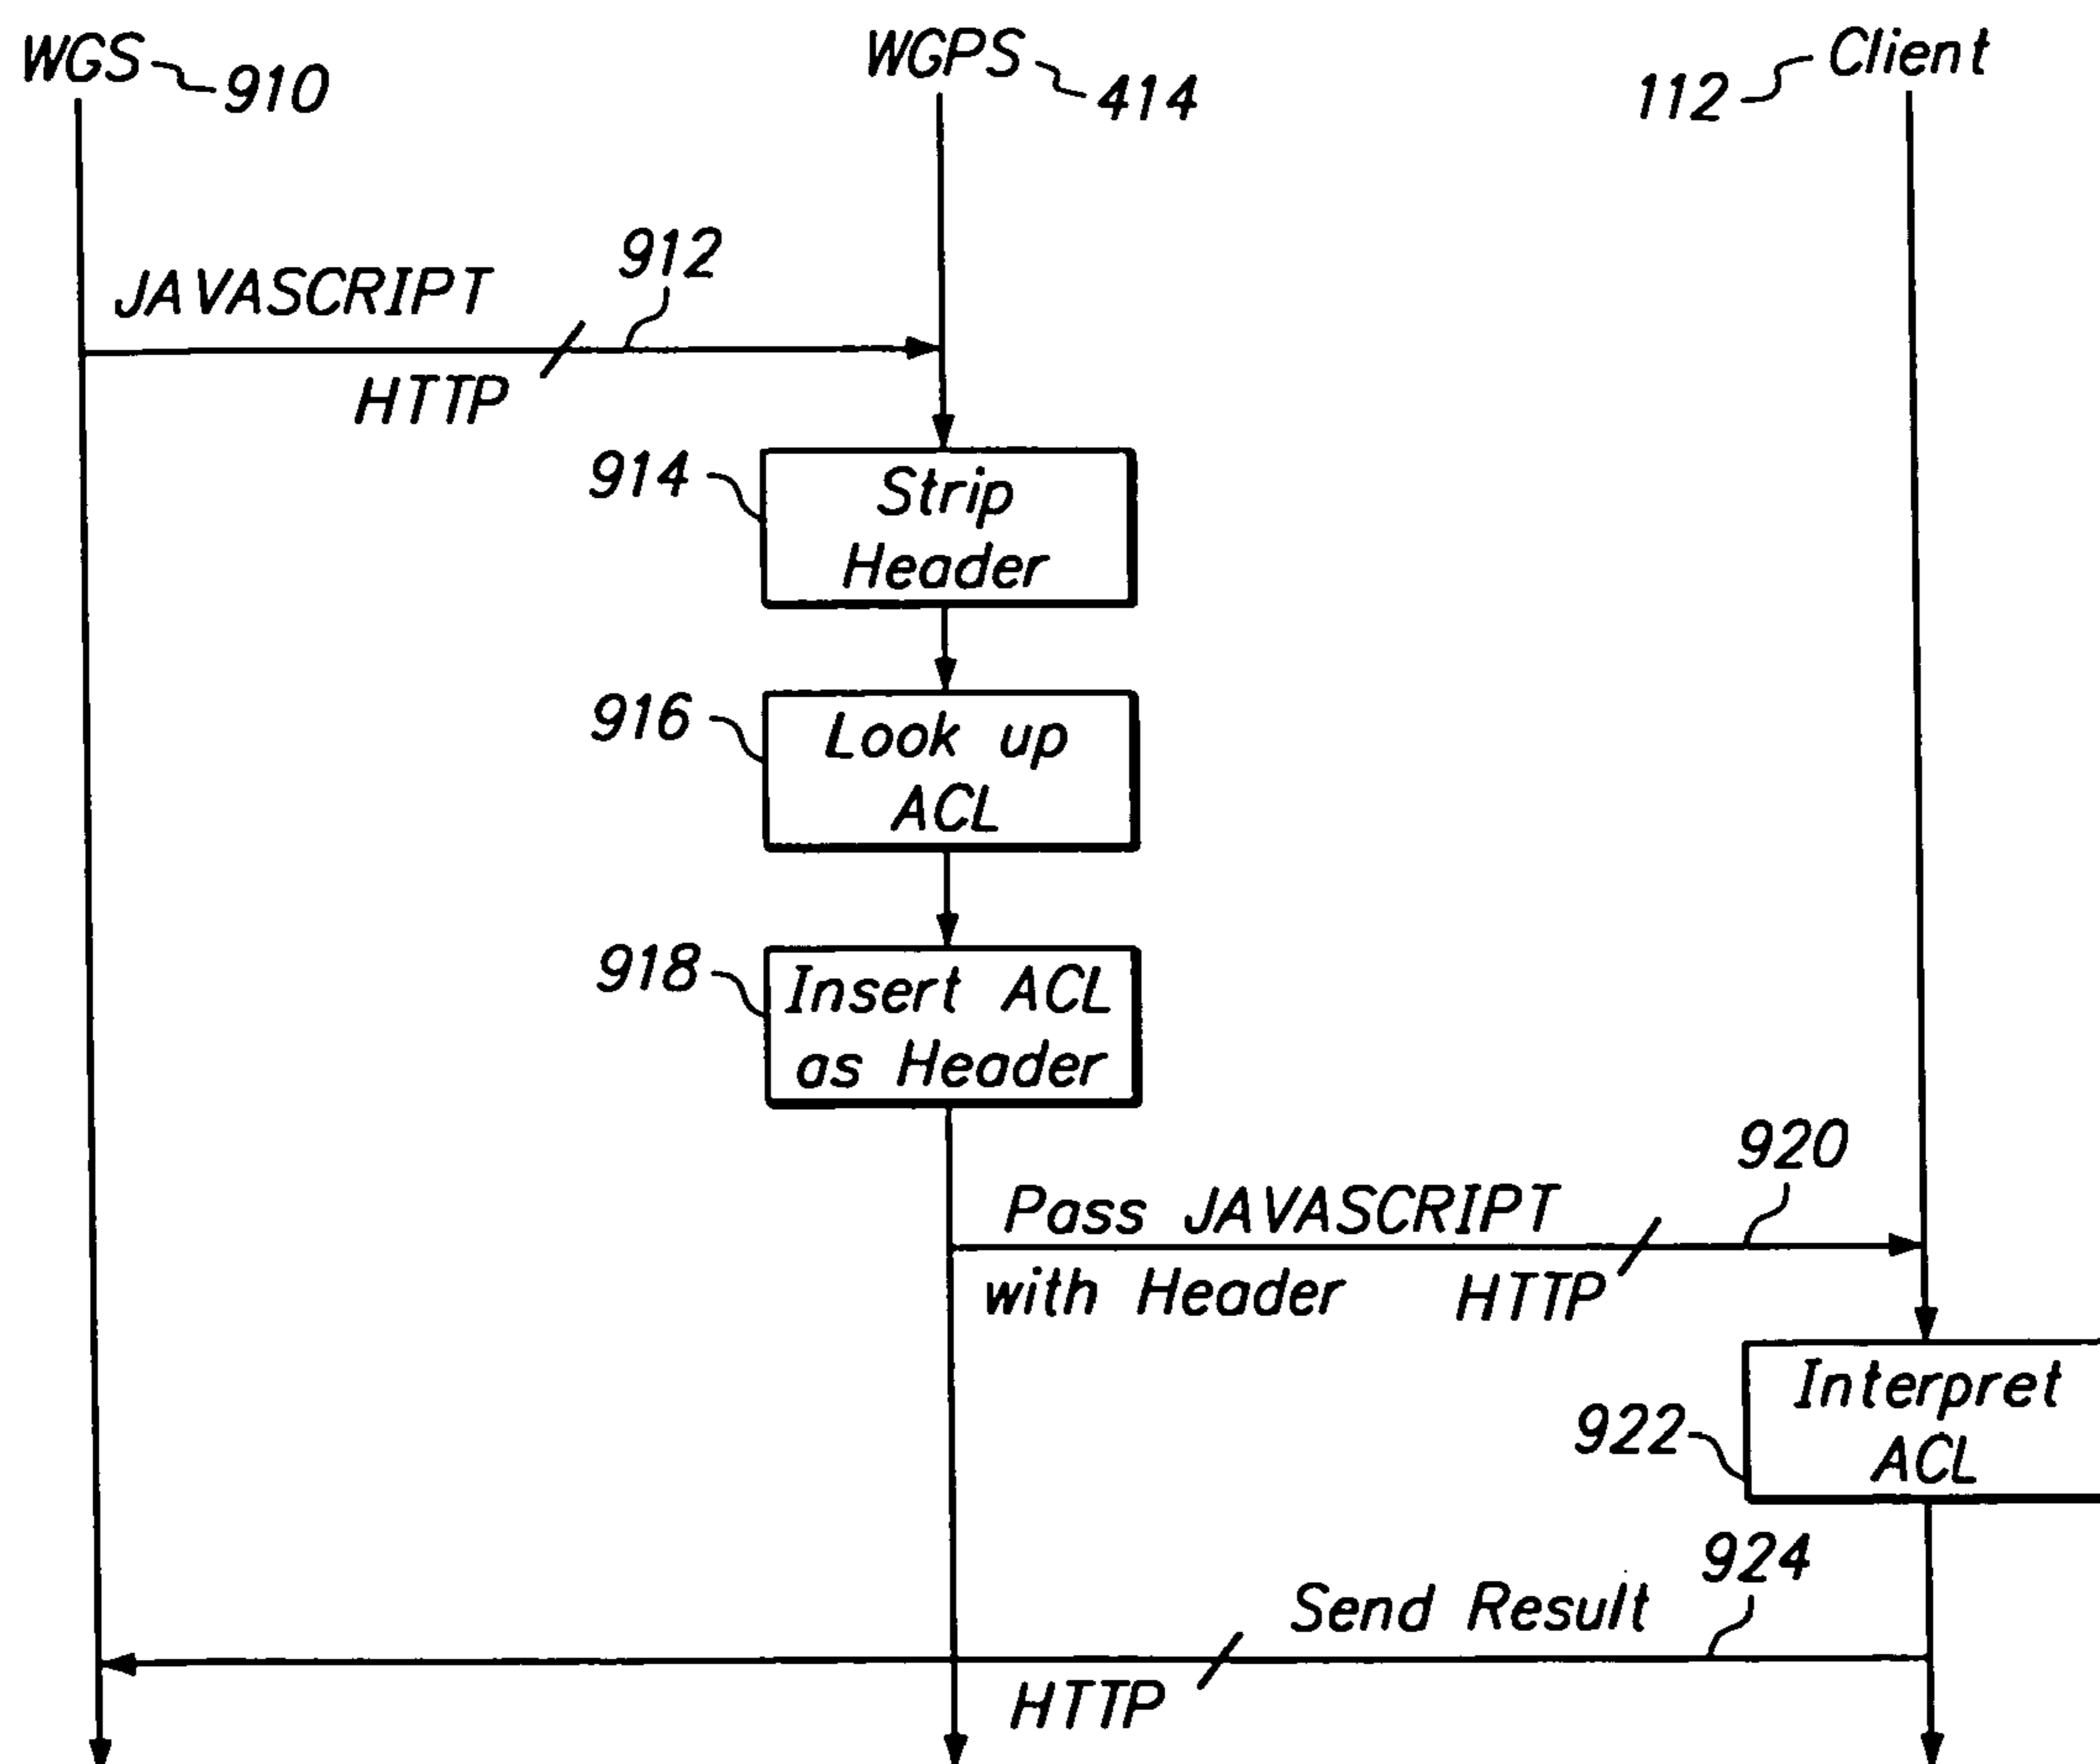 WGS 910
WGPS 414
112 Client
912
JAVASCRIPT
HTTP
914
Strip
Header
916
Look up
ACL
918
Insert ACL
as Header
920
Pass JAVASCRIPT
with Header HTTP
Interpret
922
ACL
924
Send Result
HTTP